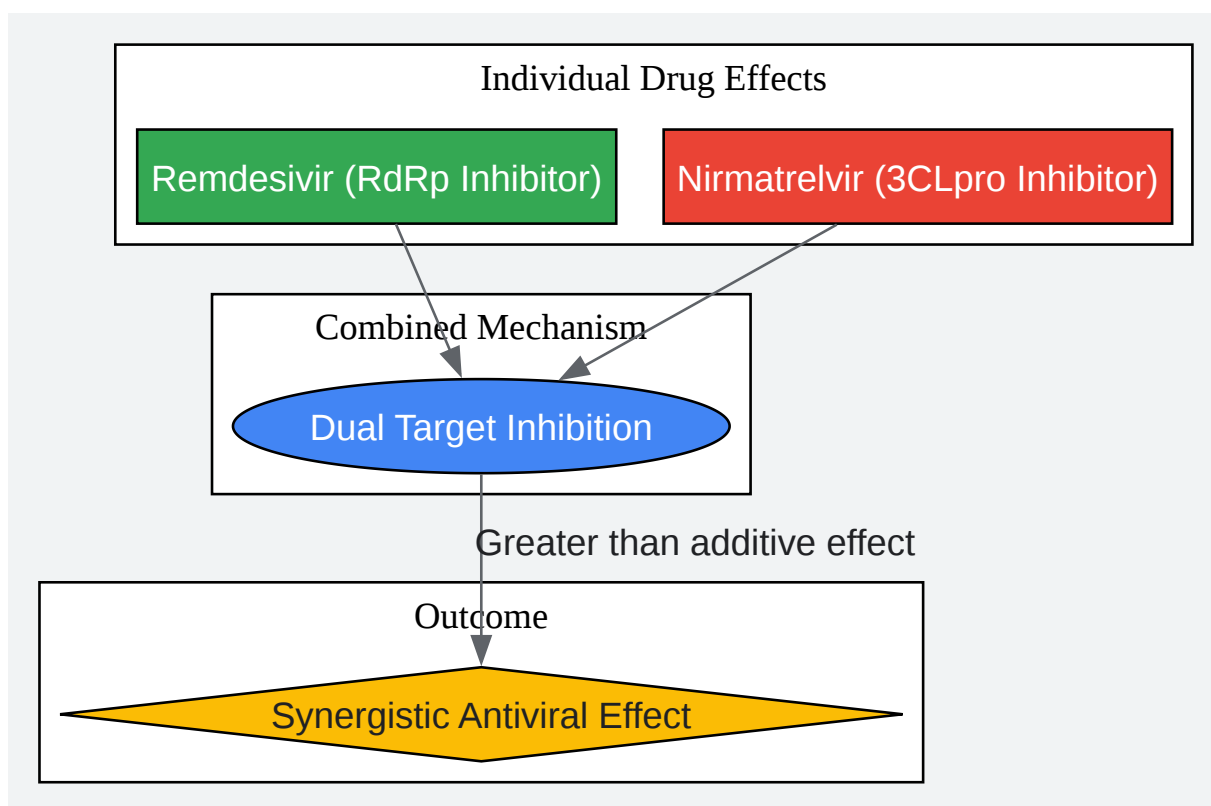 Individual Drug Effects
Remdesivir (RdRp Inhibitor)
Nirmatrelvir (3CLpro Inhibitor)
Combined Mechanism
Dual Target Inhibition
Greater than additive effect
Outcome
Synergistic Antiviral Effect